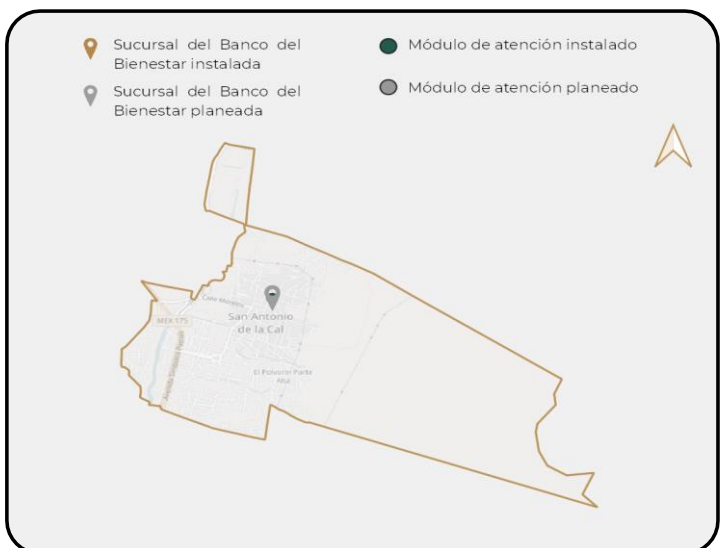 Sucursal del Banco del
Bienestar instalada
Módulo de atención instalado
Sucursal del Banco del
Bienestar planeada
Módulo de atención planeado
Calle Morelos
MEX 175
San Antonio
de la Cal
El Polvorín Parte
Alta